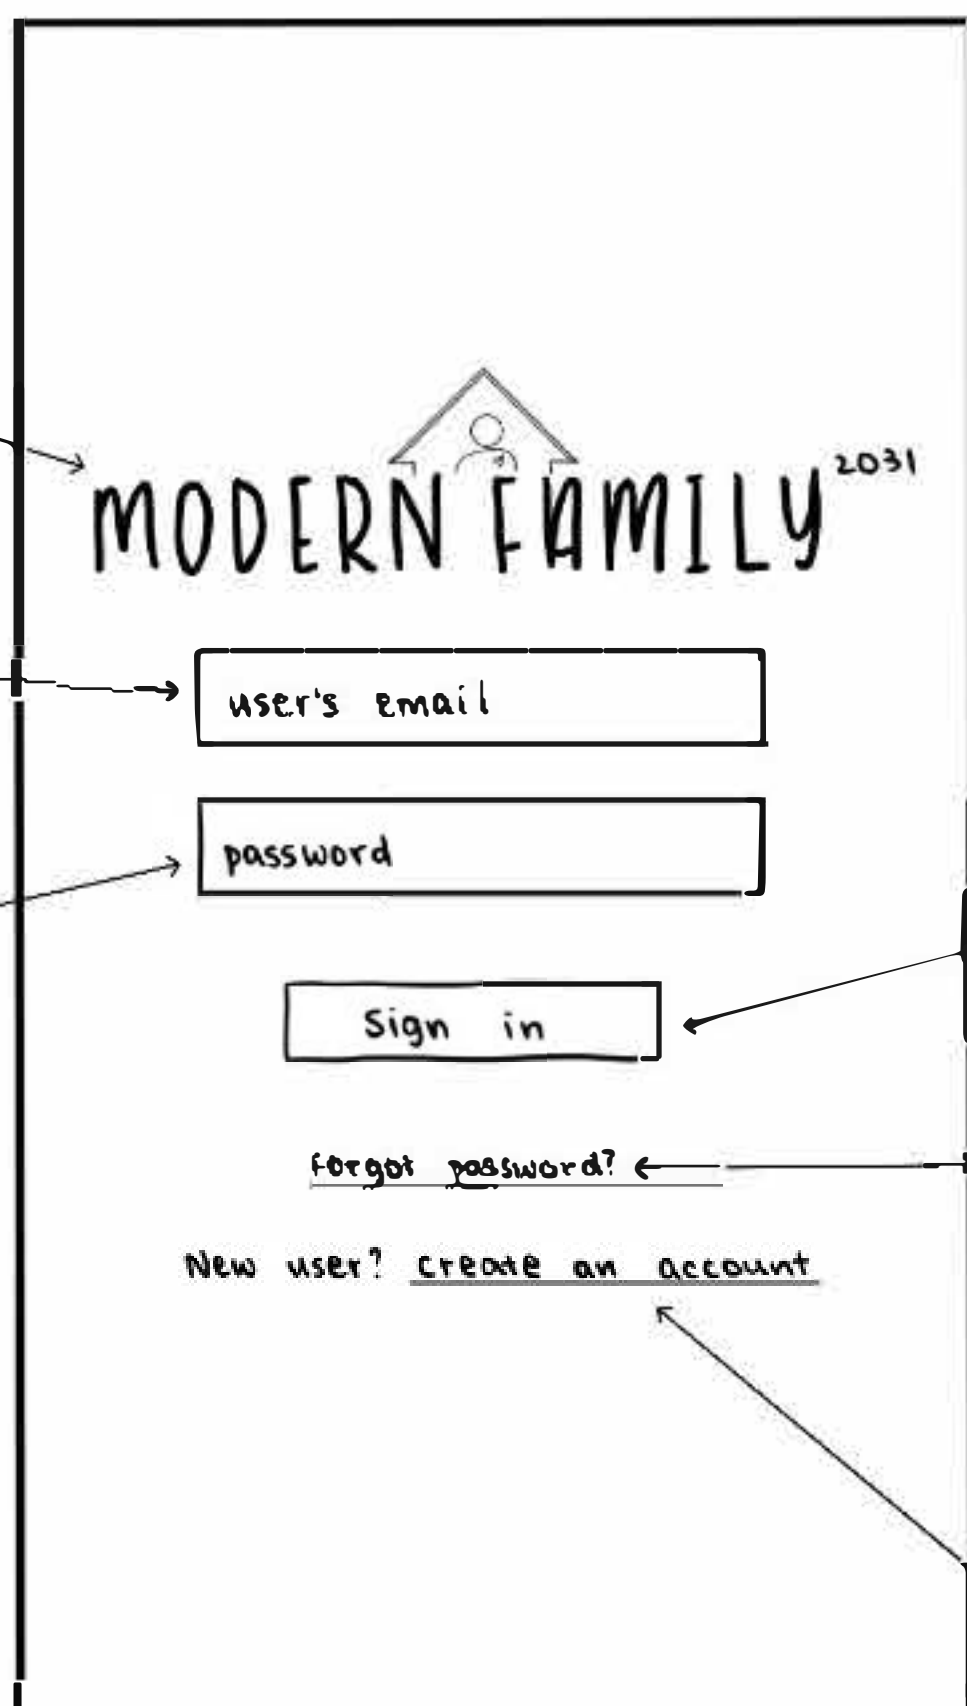 MODERN FAMILY 2031
user's email
password
Sign in
Forgot password?
New user? create an account